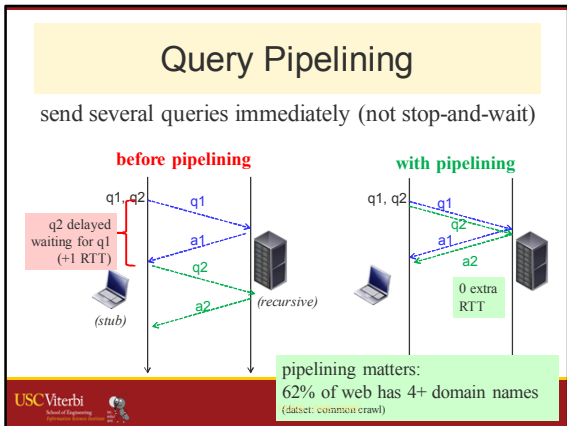 Query Pipelining
send several queries immediately (not stop-and-wait)
before pipelining
q1, q2
q1
q2 delayed
waiting for q1
(+1 RTT)
a1
q2
a2
(stub)
(recursive)
with pipelining
q1, q2
q1
q2
a1
a2
0 extra
RTT
pipelining matters:
62% of web has 4+ domain names
(datset: common crawl)
USC Viterbi
School of Engineering
Information Sciences Institute